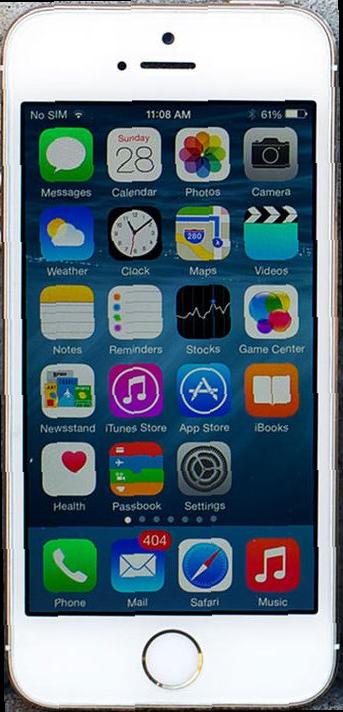 No SIM 11:08 AM 61%
Sunday
28
280
Messages Calendar Photos Camera
Weather Clock Maps Videos
Notes Reminders Stocks Game Center
Newsstand iTunes Store App Store iBooks
Health Passbook Settings
404
Phone Mail Safari Music